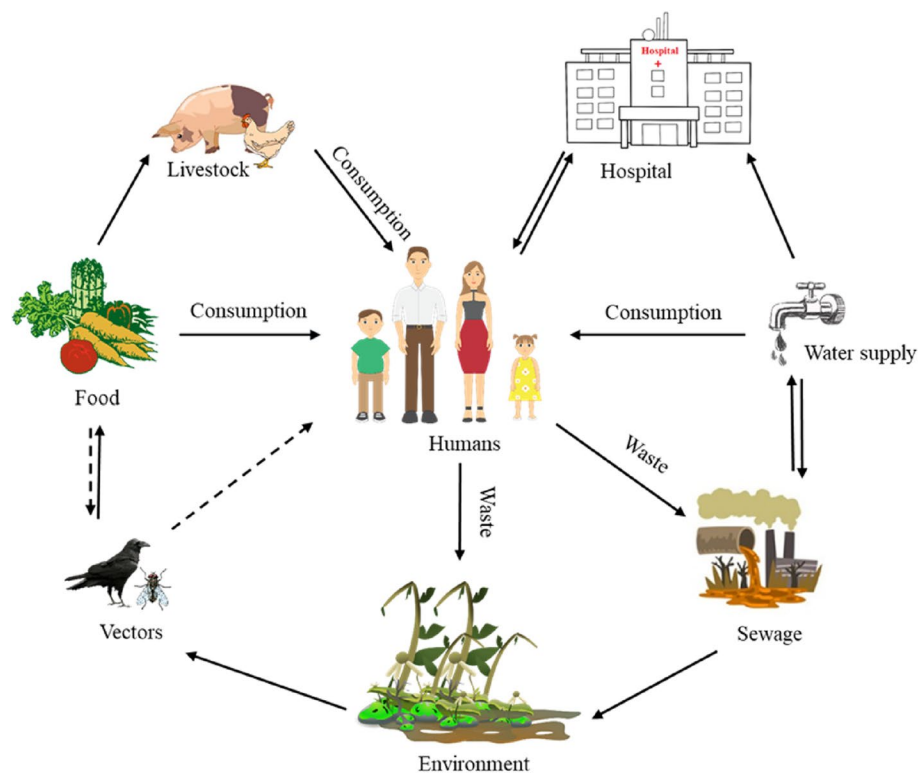 Hospital
+
Livestock
Hospital
Consumption
Consumption
Consumption
Water supply
Food
Humans
Waste
Waste
Vectors
Sewage
Environment